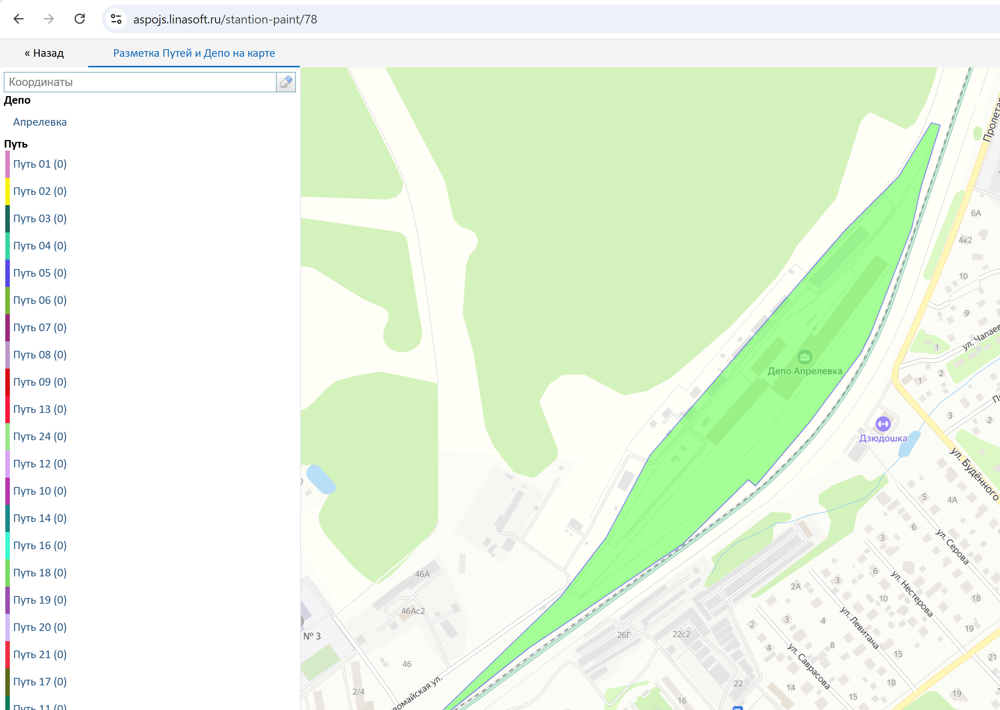 aspojs.linasoft.ru/stantion-paint/78
« Назад
Разметка Путей и Депо на карте
Координаты
Депо
Апрелевка
Путь
Путь 01 (0)
Путь 02 (0)
Путь 03 (0)
Путь 04 (0)
Путь 05 (0)
Путь 06 (0)
Путь 07 (0)
Путь 08 (0)
Путь 09 (0)
Путь 13 (0)
Путь 24 (0)
Путь 12 (0)
Путь 10 (0)
Путь 14 (0)
Путь 16 (0)
Путь 18 (0)
Путь 19 (0)
Путь 20 (0)
Путь 21 (0)
Путь 17 (0)
Путь 11 (0)
Пролетар
6А
4к2
10
9
ул. Чапаев
1
2
1
Депо Апрелевка
3
2
Дзюдошка
ул. Будённого
5
4А
6
3
ул. Серова
46А
6
3
2А
ул. Нестерова
10
18
46Ас2
3
4
2
ул. Левитана
19
№ 3
26Г
22с2
4
8
ул. Саврасова
15
21
46
вомайская ул.
22
18
2/4
14
15
19
16